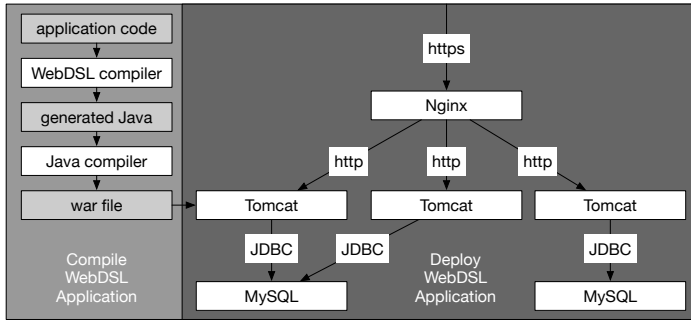 application code
WebDSL compiler
generated Java
Java compiler
war file
Compile
WebDSL
Application
https
Nginx
http
http
http
Tomcat
Tomcat
Tomcat
JDBC
JDBC
JDBC
MySQL
MySQL
Deploy
WebDSL
Application